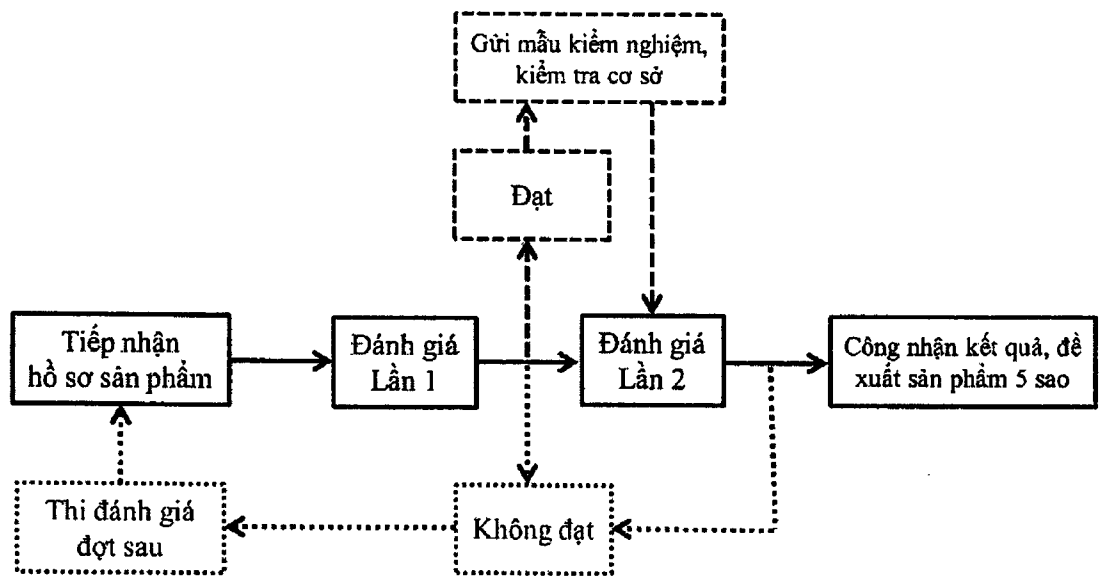 Gửi mẫu kiểm nghiệm,
kiểm tra cơ sở
Đạt
Tiếp nhận
hồ sơ sản phẩm
Đánh giá
Lần 1
Đánh giá
Lần 2
Công nhận kết quả, đề
xuất sản phẩm 5 sao
Thi đánh giá
đợt sau
Không đạt